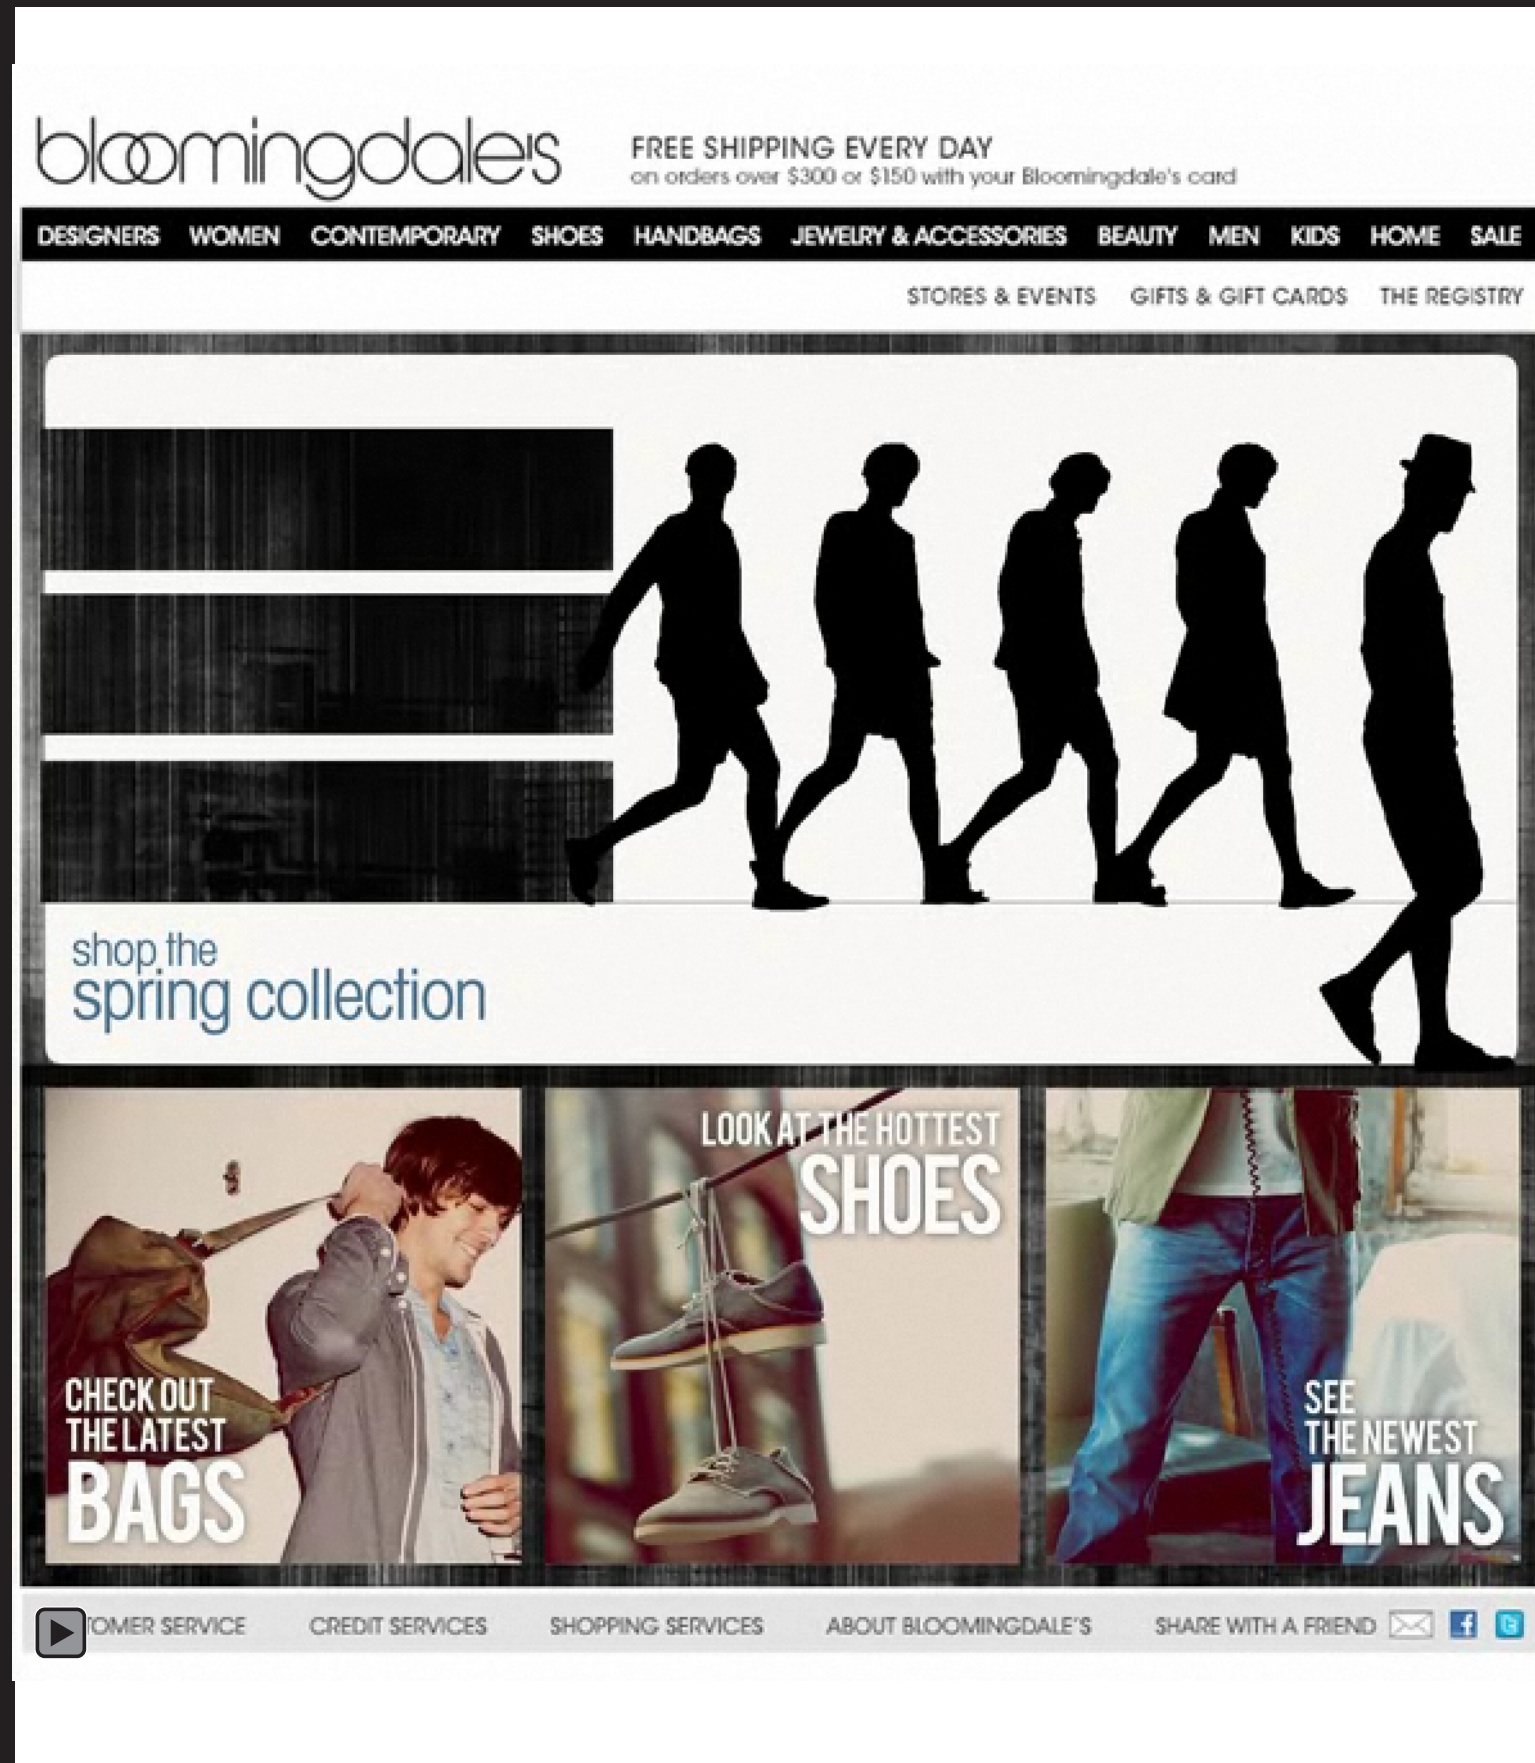 bloomingdale's
FREE SHIPPING EVERY DAY
on orders over $300 or $150 with your Bloomingdale's card
DESIGNERS WOMEN CONTEMPORARY SHOES HANDBAGS JEWELRY & ACCESSORIES BEAUTY MEN KIDS HOME SALE
STORES & EVENTS GIFTS & GIFT CARDS THE REGISTRY
shop the
spring collection
CHECK OUT
THE LATEST
BAGS
LOOK AT THE HOTTEST
SHOES
SEE
THE NEWEST
JEANS
TOMER SERVICE CREDIT SERVICES SHOPPING SERVICES ABOUT BLOOMINGDALE'S SHARE WITH A FRIEND